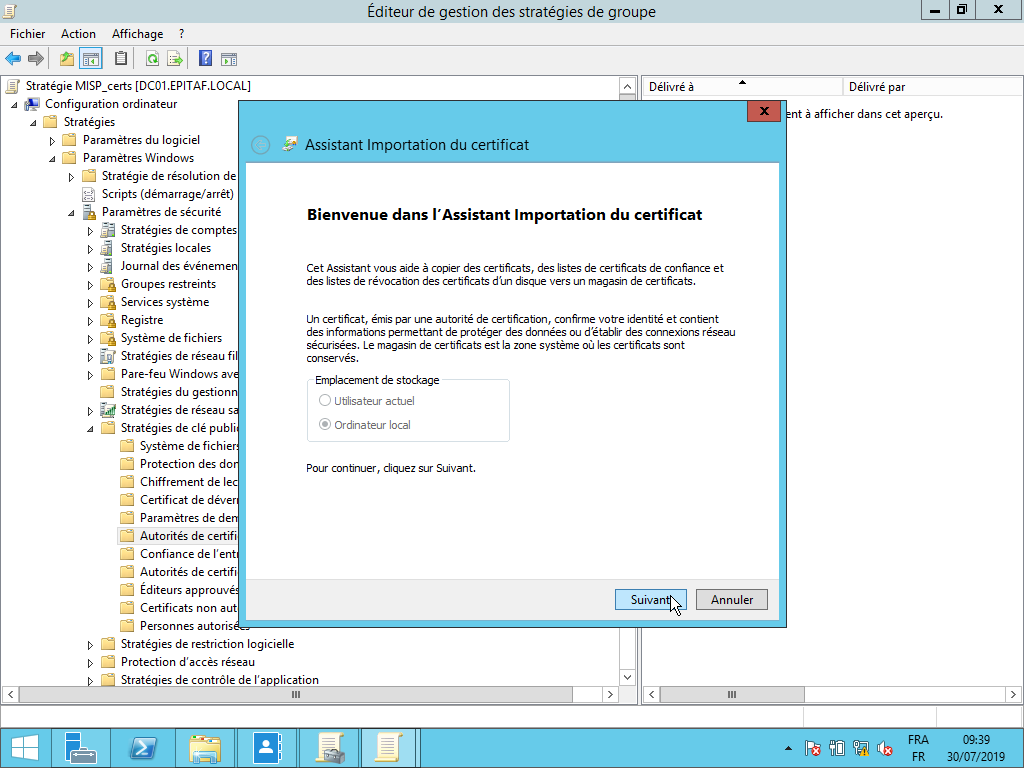 Éditeur de gestion des stratégies de groupe
Fichier Action Affichage ?
Stratégie MISP_certs [DC01.EPITAF.LOCAL]
Configuration ordinateur
Stratégies
Paramètres du logiciel
Paramètres Windows
Stratégie de résolution de
Scripts (démarrage/arrêt)
Paramètres de sécurité
Stratégies de comptes
Stratégies locales
Journal des événemen
Groupes restreints
Services système
Registre
Système de fichiers
Stratégies de réseau fil
Pare-feu Windows ave
Stratégies du gestionn
Stratégies de réseau sa
Stratégies de clé public
Système de fichiers
Protection des don
Chiffrement de lec
Certificat de déverr
Paramètres de dem
Autorités de certifi
Confiance de l'entr
Autorités de certifi
Éditeurs approuvés
Certificats non aut
Personnes autorisées
Stratégies de restriction logicielle
Protection d'accès réseau
Stratégies de contrôle de l'application
Délivré à Délivré par
ent à afficher dans cet aperçu.
Assistant Importation du certificat
Bienvenue dans l'Assistant Importation du certificat
Cet Assistant vous aide à copier des certificats, des listes de certificats de confiance et
des listes de révocation des certificats d'un disque vers un magasin de certificats.
Un certificat, émis par une autorité de certification, confirme votre identité et contient
des informations permettant de protéger des données ou d'établir des connexions réseau
sécurisées. Le magasin de certificats est la zone système où les certificats sont
conservés.
Emplacement de stockage
Utilisateur actuel
Ordinateur local
Pour continuer, cliquez sur Suivant.
Suivant Annuler
FRA
FR
09:39
30/07/2019